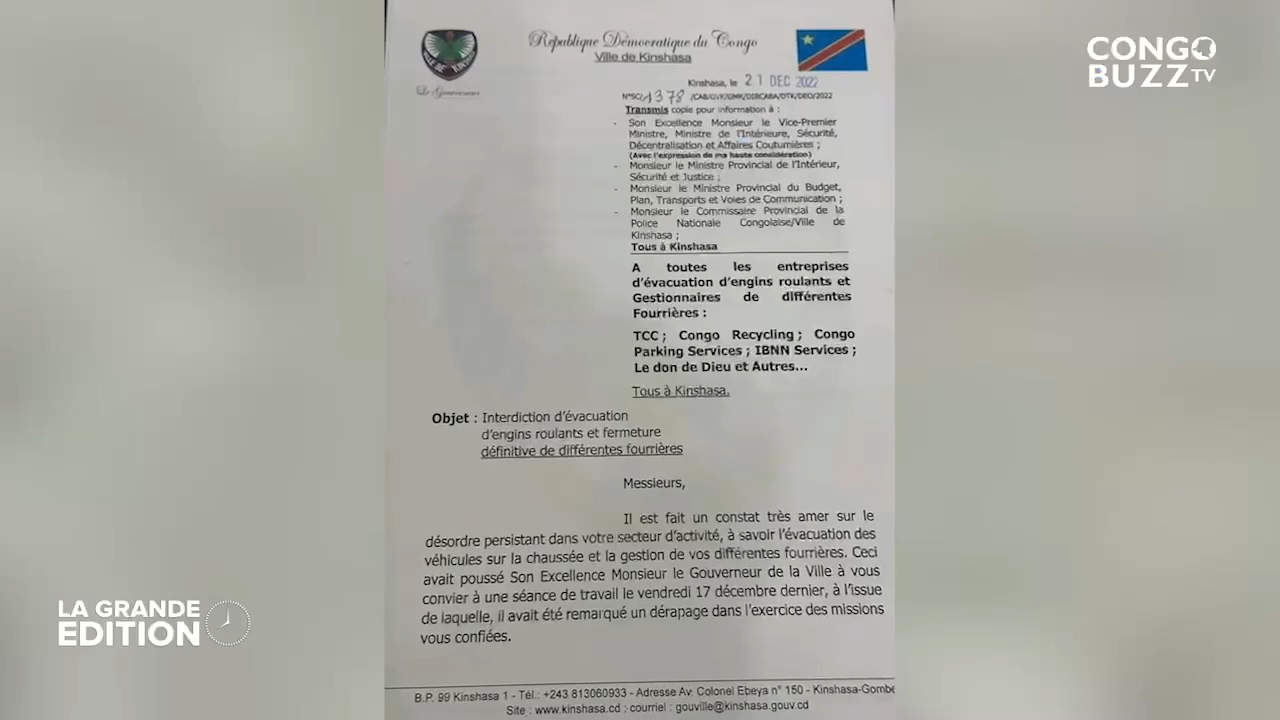 CONGO
BUZZ TV
République Démocratique du Congo
Ville de Kinshasa
VILLE DE KINSHASA
Le Gouverneur
Kinshasa, le 21 DEC 2022
N°SC/1378/CAB/GVK/GMK/DIRCABA/DTK/DEO/2022
Transmis copie pour information à :
- Son Excellence Monsieur le Vice-Premier
Ministre, Ministre de l'Intérieure, Sécurité,
Décentralisation et Affaires Coutumières ;
(Avec l'expression de ma haute considération)
- Monsieur le Ministre Provincial de l'Intérieur,
Sécurité et Justice ;
- Monsieur le Ministre Provincial du Budget,
Plan, Transports et Voies de Communication ;
- Monsieur le Commissaire Provincial de la
Police Nationale Congolaise/Ville de
Kinshasa ;
Tous à Kinshasa
A toutes les entreprises
d'évacuation d'engins roulants et
Gestionnaires de différentes
Fourrières :
TCC ; Congo Recycling ; Congo
Parking Services ; IBNN Services ;
Le don de Dieu et Autres...
Tous à Kinshasa.
Objet : Interdiction d'évacuation
d'engins roulants et fermeture
définitive de différentes fourrières
Messieurs,
Il est fait un constat très amer sur le
désordre persistant dans votre secteur d'activité, à savoir l'évacuation des
véhicules sur la chaussée et la gestion de vos différentes fourrières. Ceci
avait poussé Son Excellence Monsieur le Gouverneur de la Ville à vous
convier à une séance de travail le vendredi 17 décembre dernier, à l'issue
de laquelle, il avait été remarqué un dérapage dans l'exercice des missions
vous confiées.
B.P. 99 Kinshasa 1 - Tél.: +243 813060933 - Adresse Av. Colonel Ebeya n° 150 - Kinshasa-Gombe
Site : www.kinshasa.cd : courriel : gouville@kinshasa.gouv.cd
LA GRANDE
EDITION